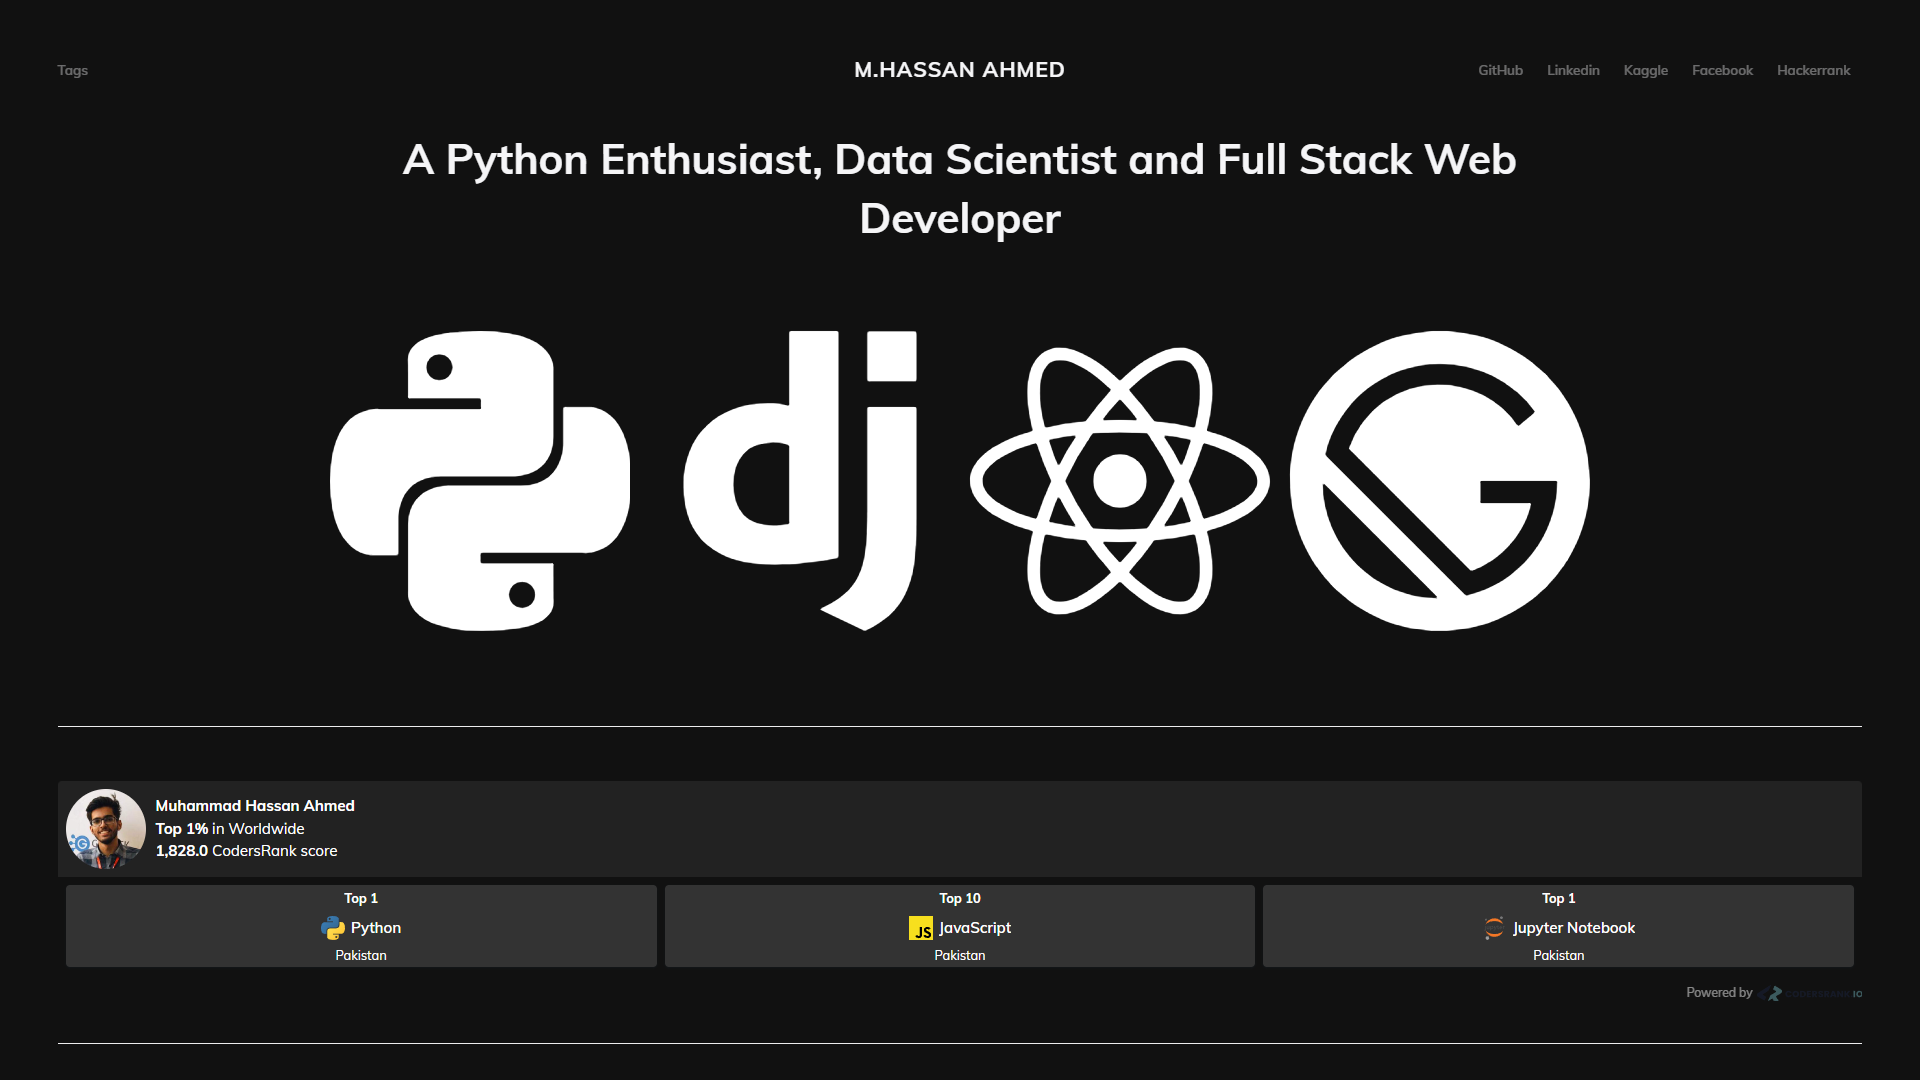 Tags
M.HASSAN AHMED
GitHub
Linkedin
Kaggle
Facebook
Hackerrank
A Python Enthusiast, Data Scientist and Full Stack Web
Developer
dj
Muhammad Hassan Ahmed
Top 1% in Worldwide
1,828.0 CodersRank score
Top 1
Python
Pakistan
Top 10
JS JavaScript
Pakistan
Top 1
Jupyter Notebook
Pakistan
Powered by CODERSRANK IO